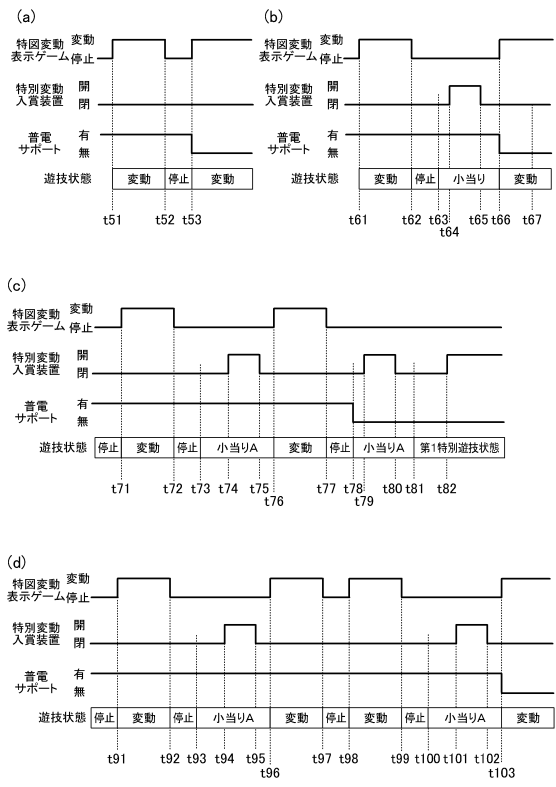 (a)
特図変動 変動
表示ゲーム 停止
特別変動 開
入賞装置 閉
普電 有
サポート 無
遊技状態 変動 停止 変動
t51 t52 t53
(b)
特図変動 変動
表示ゲーム 停止
特別変動 開
入賞装置 閉
普電 有
サポート 無
遊技状態 変動 停止 小当り 変動
t61 t62 t63 t65 t66 t67
t64
(c)
特図変動 変動
表示ゲーム 停止
特別変動 開
入賞装置 閉
普電 有
サポート 無
遊技状態 停止 変動 停止 小当りA 変動 停止 小当りA 第1特別遊技状態
t71 t72 t73 t74 t75 t77 t78 t80 t81 t82
t76 t79
(d)
特図変動 変動
表示ゲーム 停止
特別変動 開
入賞装置 閉
普電 有
サポート 無
遊技状態 停止 変動 停止 小当りA 変動 停止 変動 停止 小当りA 変動
t91 t92 t93 t94 t95 t97 t98 t99 t100 t101 t102
t96 t103